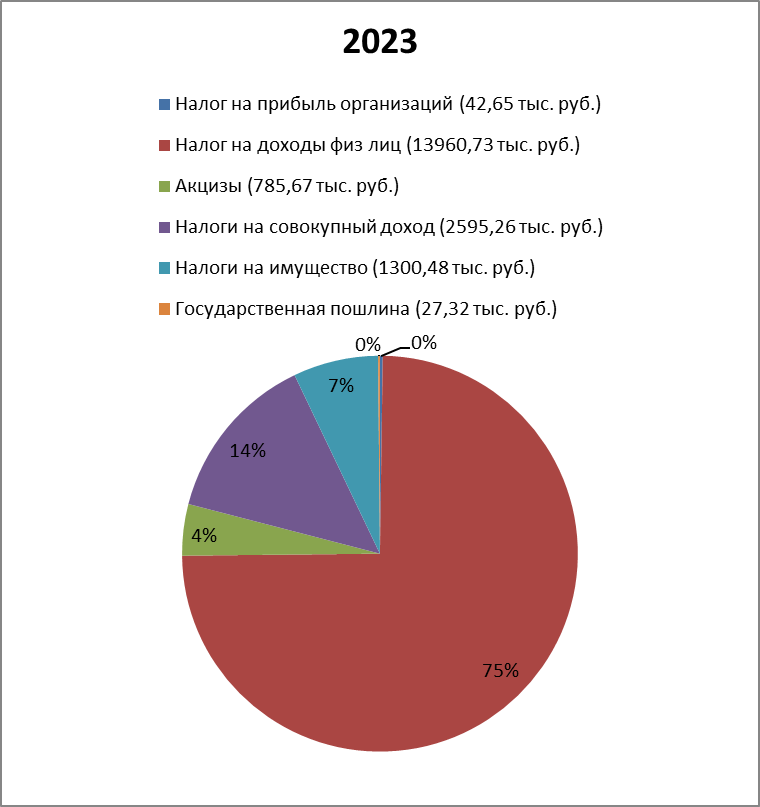 2023
Налог на прибыль организаций (42,65 тыс. руб.)
Налог на доходы физ лиц (13960,73 тыс. руб.)
Акцизы (785,67 тыс. руб.)
Налоги на совокупный доход (2595,26 тыс. руб.)
Налоги на имущество (1300,48 тыс. руб.)
Государственная пошлина (27,32 тыс. руб.)
0% 0%
7%
14%
4%
75%